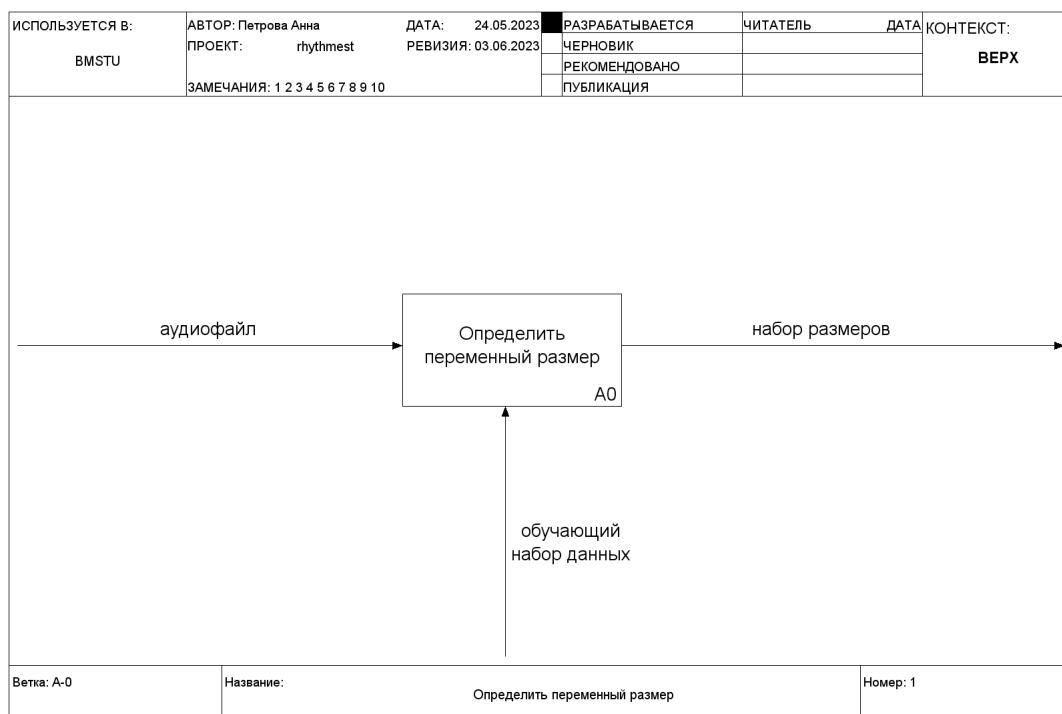 ИСПОЛЬЗУЕТСЯ В:
BMSTU
АВТОР: Петрова Анна
ДАТА: 24.05.2023
ПРОЕКТ: rhythmest
РЕВИЗИЯ: 03.06.2023
ЗАМЕЧАНИЯ: 1 2 3 4 5 6 7 8 9 10
РАЗРАБАТЫВАЕТСЯ
ЧЕРНОВИК
РЕКОМЕНДОВАНО
ПУБЛИКАЦИЯ
ЧИТАТЕЛЬ ДАТА
КОНТЕКСТ:
ВЕРХ
аудиофайл
Определить
переменный размер
A0
набор размеров
обучающий
набор данных
Ветка: A-0
Название:
Определить переменный размер
Номер: 1